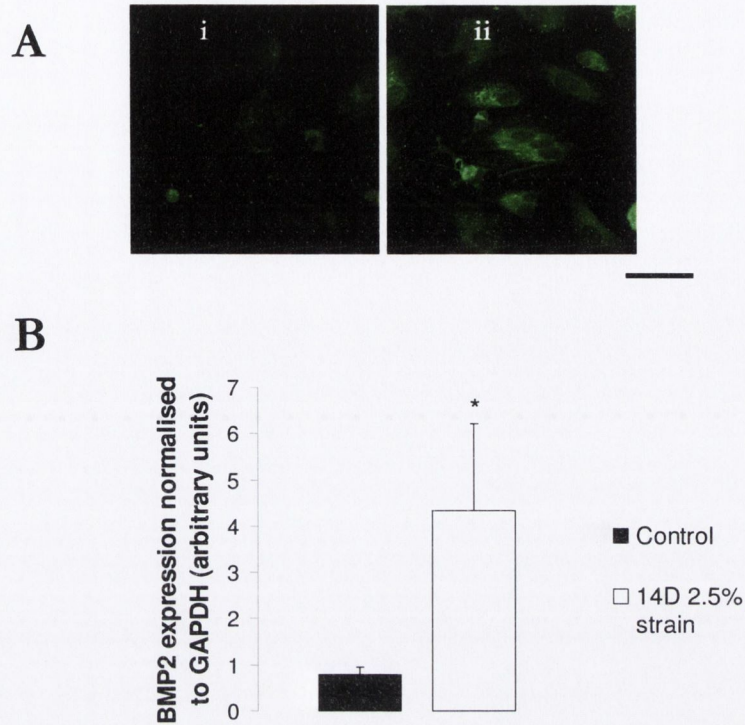 A
i
ii
B
BMP2 expression normalised
to GAPDH (arbitrary units)
7
6
5
4
3
2
1
0
*
Control
14D 2.5%
strain